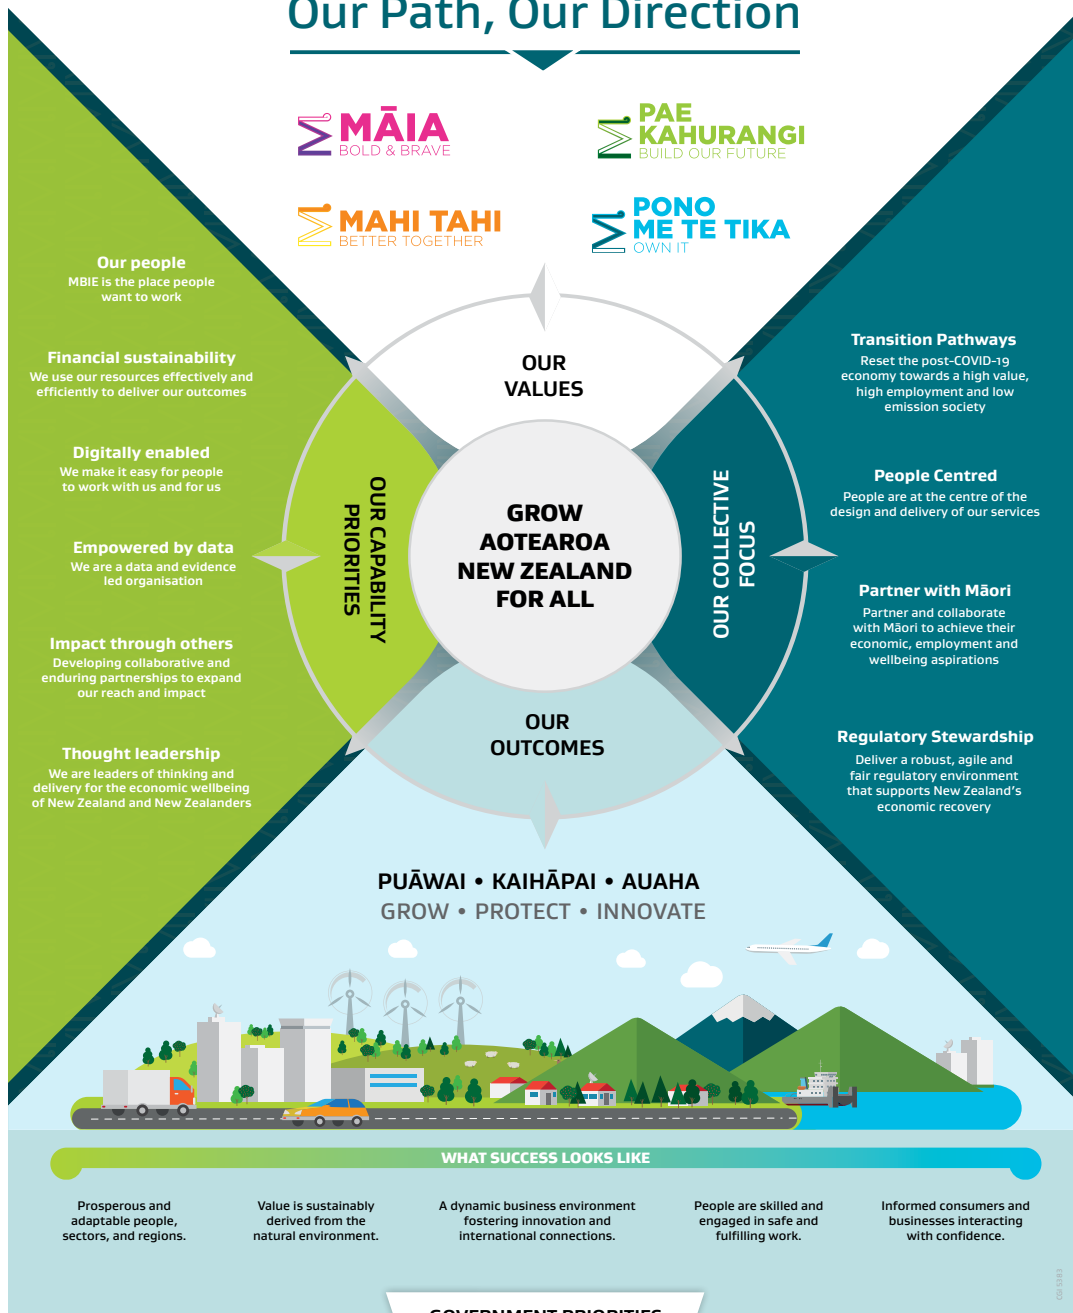 Our Path, Our Direction
MĀIA
BOLD & BRAVE
PAE
KAHURANGI
BUILD OUR FUTURE
MAHI TAHI
BETTER TOGETHER
PONO
ME TE TIKA
OWN IT
Our people
MBIE is the place people
want to work
Financial sustainability
We use our resources effectively and
efficiently to deliver our outcomes
Digitally enabled
We make it easy for people
to work with us and for us
Empowered by data
We are a data and evidence
led organisation
Impact through others
Developing collaborative and
enduring partnerships to expand
our reach and impact
Thought leadership
We are leaders of thinking and
delivery for the economic wellbeing
of New Zealand and New Zealanders
OUR
VALUES
OUR CAPABILITY
PRIORITIES
GROW
AOTEAROA
NEW ZEALAND
FOR ALL
OUR COLLECTIVE
FOCUS
OUR
OUTCOMES
Transition Pathways
Reset the post-COVID-19
economy towards a high value,
high employment and low
emission society
People Centred
People are at the centre of the
design and delivery of our services
Partner with Māori
Partner and collaborate
with Māori to achieve their
economic, employment and
wellbeing aspirations
Regulatory Stewardship
Deliver a robust, agile and
fair regulatory environment
that supports New Zealand's
economic recovery
PUĀWAI • KAIHĀPAI • AUAHA
GROW • PROTECT • INNOVATE
WHAT SUCCESS LOOKS LIKE
Prosperous and
adaptable people,
sectors, and regions.
Value is sustainably
derived from the
natural environment.
A dynamic business environment
fostering innovation and
international connections.
People are skilled and
engaged in safe and
fulfilling work.
Informed consumers and
businesses interacting
with confidence.
CGI 5383
GOVERNMENT PRIORITIES